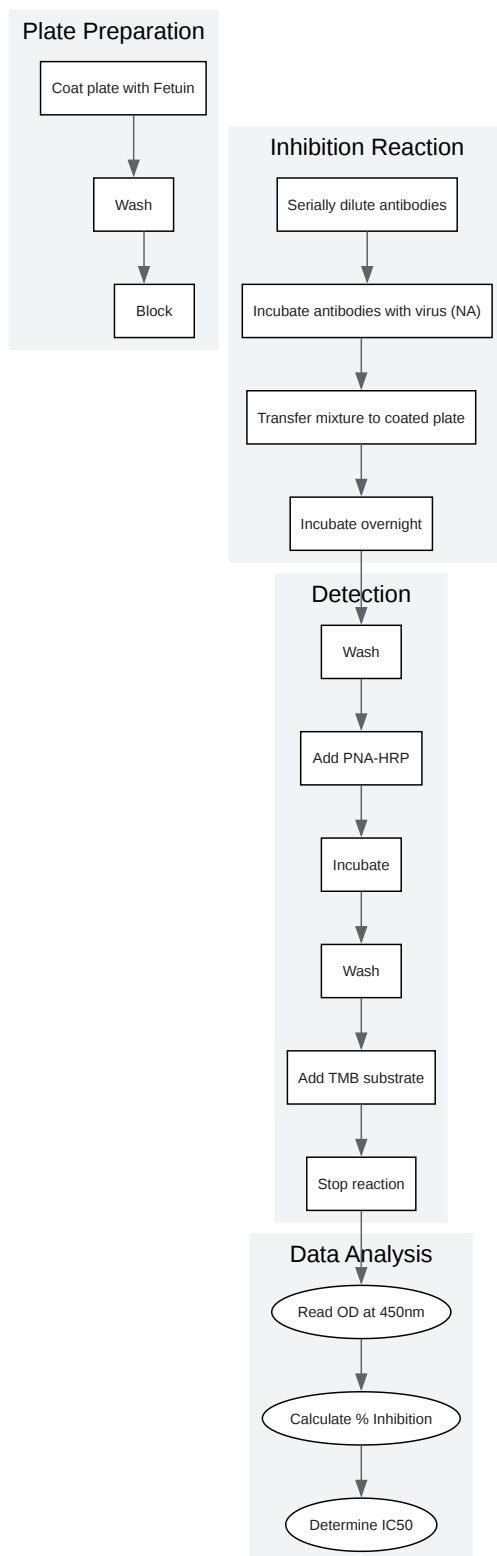 Plate Preparation
Coat plate with Fetuin
Wash
Block
Inhibition Reaction
Serially dilute antibodies
Incubate antibodies with virus (NA)
Transfer mixture to coated plate
Incubate overnight
Detection
Wash
Add PNA-HRP
Incubate
Wash
Add TMB substrate
Stop reaction
Data Analysis
Read OD at 450nm
Calculate % Inhibition
Determine IC50